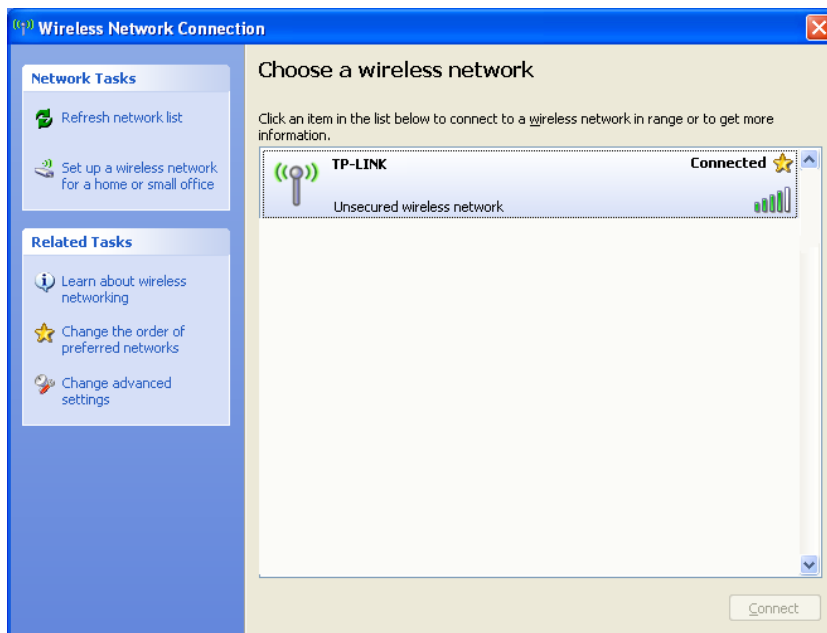 Wireless Network Connection
Network Tasks
Refresh network list
Set up a wireless network
for a home or small office
Related Tasks
Learn about wireless
networking
Change the order of
preferred networks
Change advanced
settings
Choose a wireless network
Click an item in the list below to connect to a wireless network in range or to get more
information.
TP-LINK Connected
Unsecured wireless network
Connect